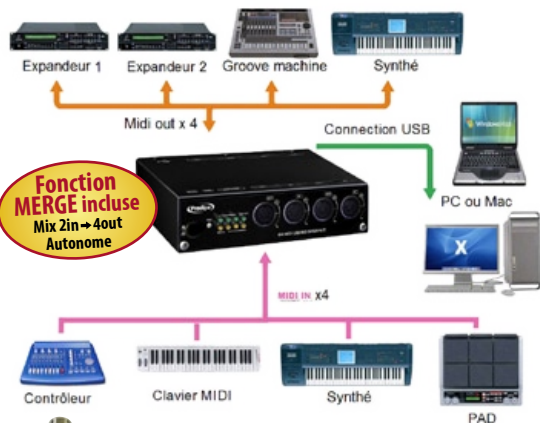 Expandeur 1
Expandeur 2
Groove machine
Synthé
Midi out x 4
Connection USB
Fonction
MERGE incluse
Mix 2in→4out
Autonome
PC ou Mac
X
MIDI IN X4
Contrôleur
Clavier MIDI
Synthé
PAD